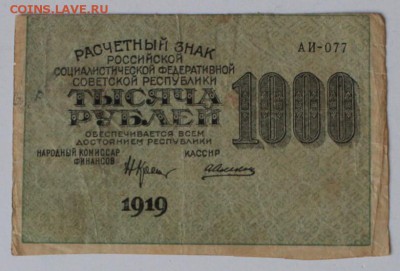 COINS.LAV.RU
РАСЧЕТНЫЙ ЗНАК
РОССИЙСКОЙ
СОЦИАЛИСТИЧЕСКОЙ ФЕДЕРАТИВНОЙ
СОВЕТСКОЙ РЕСПУБЛИКИ
АИ-077
ТЫСЯЧА
РУБЛЕЙ
1000
ОБЕСПЕЧИВАЕТСЯ ВСЕМ
ДОСТОЯНИЕМ РЕСПУБЛИКИ
НАРОДНЫЙ КОМИССАР
ФИНАНСОВ
КАССИР
1919